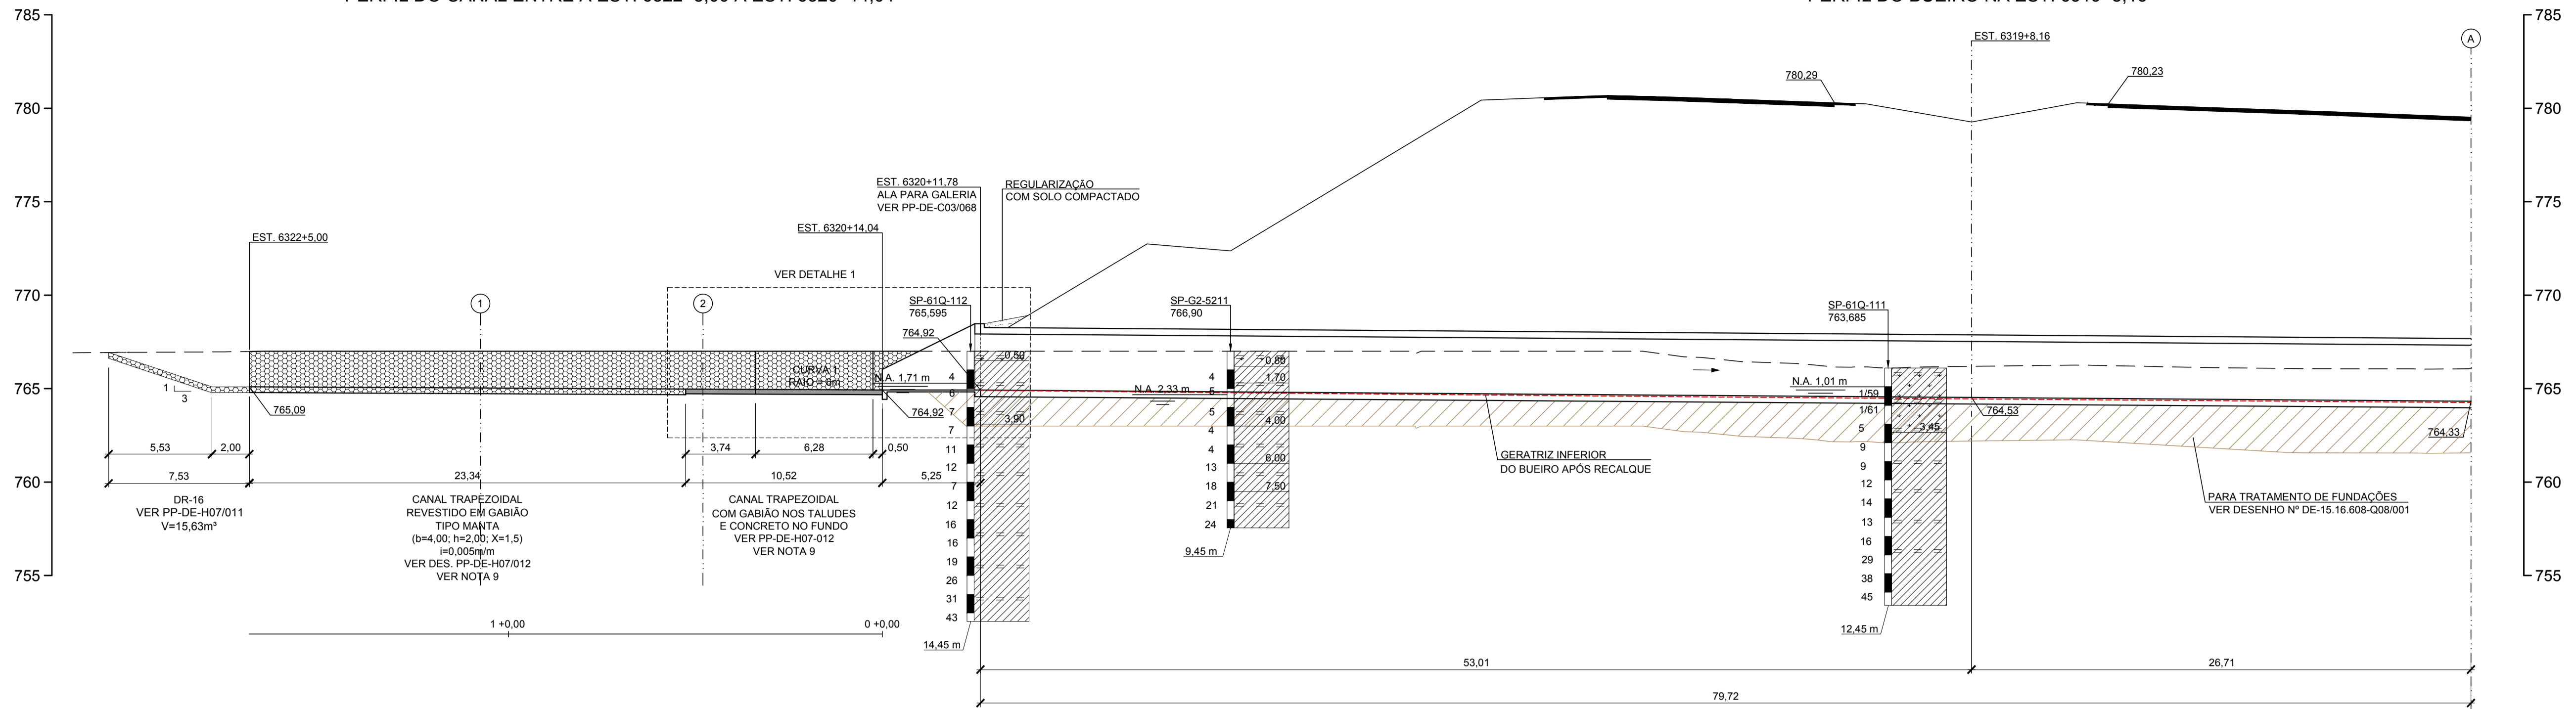 785
780
775
770
765
760
755
EST. 6322+5,00
EST. 6320+14,04
EST. 6320+11,78
ALA PARA GALERIA
VER PP-DE-C03/068
REGULARIZAÇÃO
COM SOLO COMPACTADO
VER DETALHE 1
1
2
SP-61Q-112
765,595
764,92
CURVA 1
RAIO = 6m
N.A. 1,71 m
764,92
765,09
1
3
5,53
2,00
7,53
DR-16
VER PP-DE-H07/011
V=15,63m³
23,34
CANAL TRAPEZOIDAL
REVESTIDO EM GABIÃO
TIPO MANTA
(b=4,00; h=2,00; X=1,5)
i=0,005m/m
VER DES. PP-DE-H07/012
VER NOTA 9
3,74
6,28
0,50
10,52
5,25
CANAL TRAPEZOIDAL
COM GABIÃO NOS TALUDES
E CONCRETO NO FUNDO
VER PP-DE-H07-012
VER NOTA 9
1 +0,00
0 +0,00
0,50
3,90
4
6
7
7
11
12
7
12
16
16
19
26
31
43
14,45 m
SP-G2-5211
766,90
N.A. 2,33 m
0,80
1,70
4,00
6,00
7,50
4
5
5
4
4
13
18
21
24
9,45 m
GERATRIZ INFERIOR
DO BUEIRO APÓS RECALQUE
SP-61Q-111
763,685
N.A. 1,01 m
1/59
1/61
5
9
9
12
14
13
16
29
38
45
3,45
12,45 m
780,29
EST. 6319+8,16
780,23
A
764,53
764,33
PARA TRATAMENTO DE FUNDAÇÕES
VER DESENHO Nº DE-15.16.608-Q08/001
53,01
26,71
79,72
785
780
775
770
765
760
755